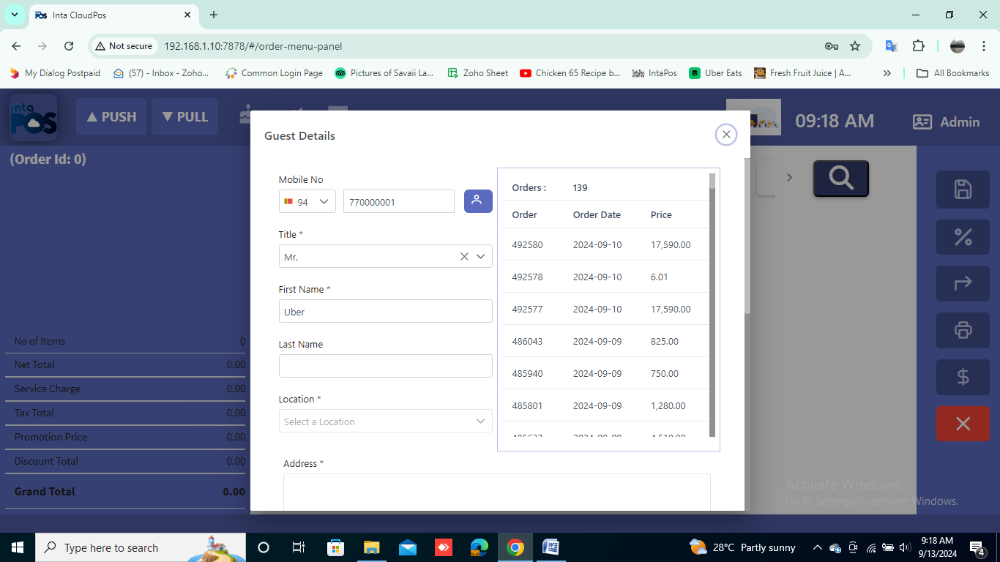 Inta CloudPos
Not secure 192.168.1.10:7878/#/order-menu-panel
My Dialog Postpaid (57) - Inbox - Zoho... Common Login Page Pictures of Savaii La... Zoho Sheet Chicken 65 Recipe b... IntaPos Uber Eats Fresh Fruit Juice | A... » All Bookmarks
inta
POS
▲ PUSH ▼ PULL 09:18 AM Admin
(Order Id: 0)
No of Items 0
Net Total 0.00
Service Charge 0.00
Tax Total 0.00
Promotion Price 0.00
Discount Total 0.00
Grand Total 0.00
Guest Details
Mobile No
94 770000001
Title *
Mr.
First Name *
Uber
Last Name
Location *
Select a Location
Address *
Orders : 139
Order Order Date Price
492580 2024-09-10 17,590.00
492578 2024-09-10 6.01
492577 2024-09-10 17,590.00
486043 2024-09-09 825.00
485940 2024-09-09 750.00
485801 2024-09-09 1,280.00
Activate Windows
Go to Settings to activate Windows.
Type here to search
28°C Partly sunny
9:18 AM
9/13/2024
4